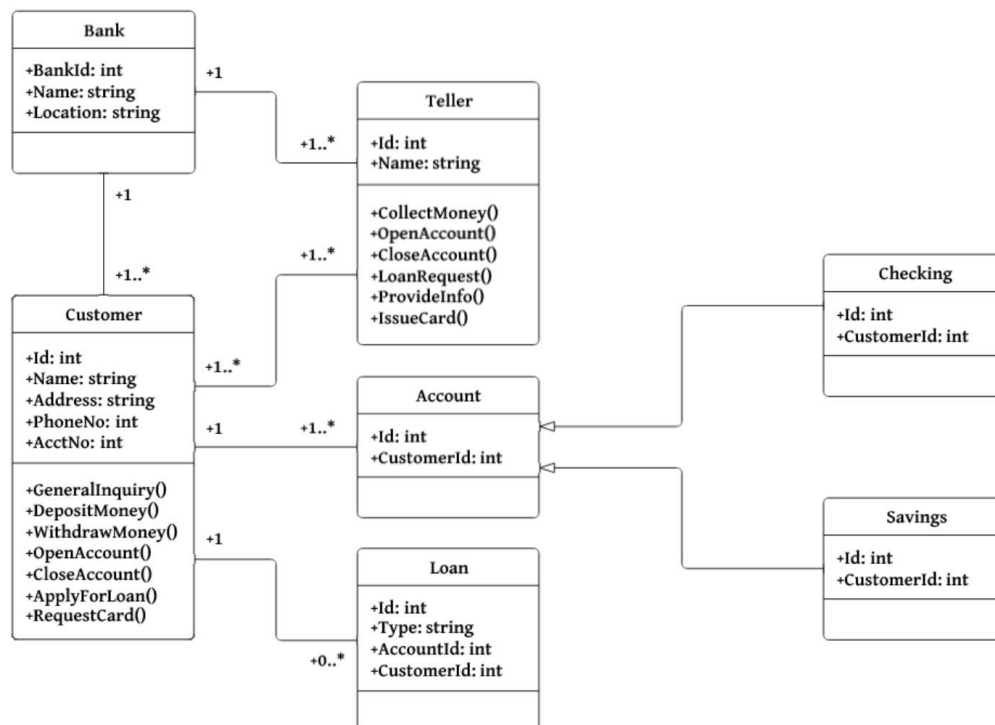 Bank
+BankId: int
+Name: string
+Location: string
+1
+1..*
Teller
+Id: int
+Name: string
+CollectMoney()
+OpenAccount()
+CloseAccount()
+LoanRequest()
+ProvideInfo()
+IssueCard()
+1
+1..*
Customer
+Id: int
+Name: string
+Address: string
+PhoneNo: int
+AcctNo: int
+GeneralInquiry()
+DepositMoney()
+WithdrawMoney()
+OpenAccount()
+CloseAccount()
+ApplyForLoan()
+RequestCard()
+1..*
+1..*
+1
+1..*
Account
+Id: int
+CustomerId: int
+1
+0..*
Loan
+Id: int
+Type: string
+AccountId: int
+CustomerId: int
Checking
+Id: int
+CustomerId: int
Savings
+Id: int
+CustomerId: int